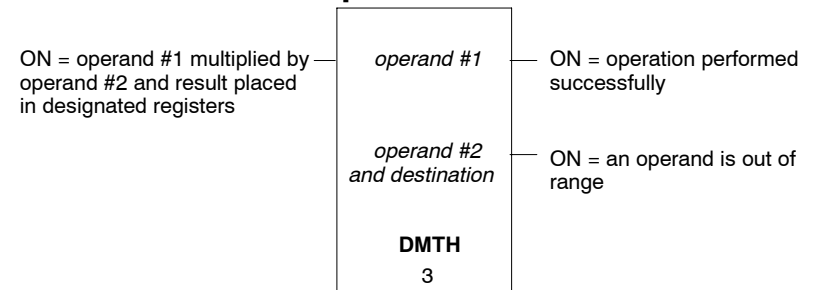 ON = operand #1 multiplied by
operand #2 and result placed
in designated registers
operand #1
ON = operation performed
successfully
operand #2
and destination
ON = an operand is out of
range
DMTH
3